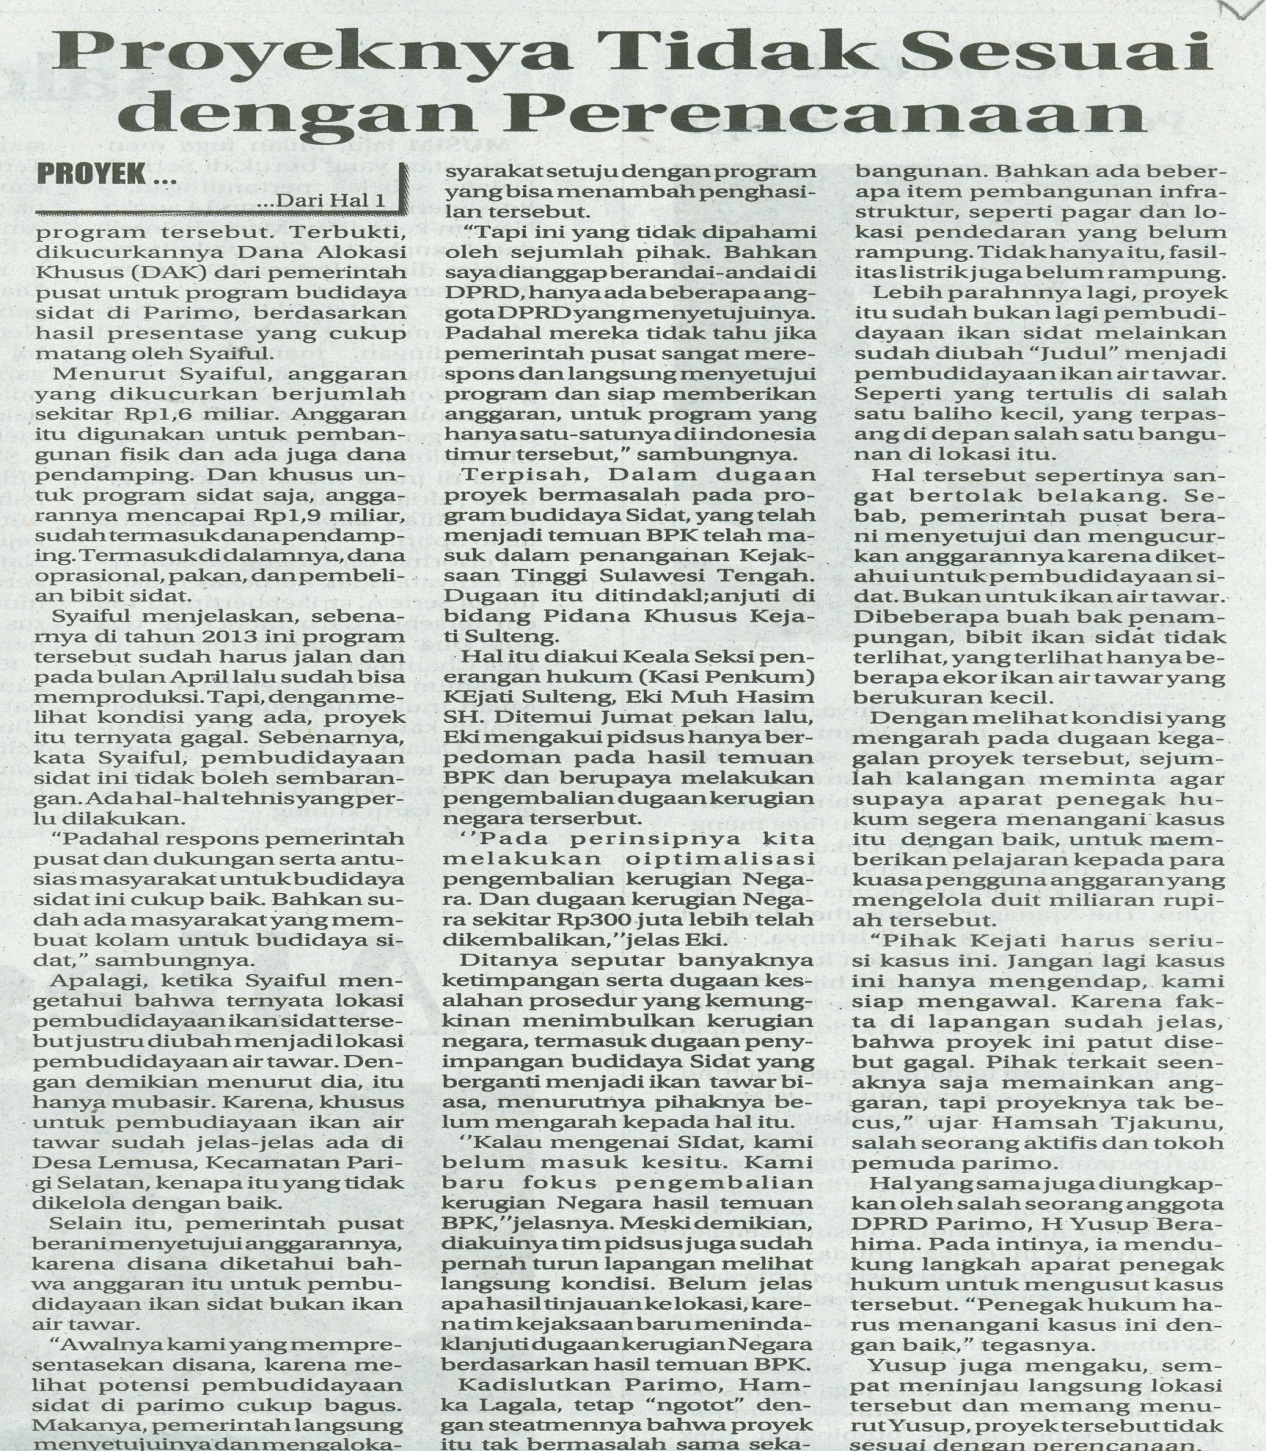 Proyeknya Tidak Sesuai
dengan Perencanaan
PROYEK ...
...Dari Hal 1
program tersebut. Terbukti,
dikucurkannya Dana Alokasi
Khusus (DAK) dari pemerintah
pusat untuk program budidaya
sidat di Parimo, berdasarkan
hasil presentase yang cukup
matang oleh Syaiful.
Menurut Syaiful, anggaran
yang dikucurkan berjumlah
sekitar Rp1,6 miliar. Anggaran
itu digunakan untuk pemban-
gunan fisik dan ada juga dana
pendamping. Dan khusus un-
tuk program sidat saja, angga-
rannya mencapai Rp1,9 miliar,
sudah termasuk dana pendamp-
ing. Termasuk di dalamnya, dana
oprasional, pakan, dan pembeli-
an bibit sidat.
Syaiful menjelaskan, sebena-
rnya di tahun 2013 ini program
tersebut sudah harus jalan dan
pada bulan April lalu sudah bisa
memproduksi. Tapi, dengan me-
lihat kondisi yang ada, proyek
itu ternyata gagal. Sebenarnya,
kata Syaiful, pembudidayaan
sidat ini tidak boleh sembaran-
gan. Ada hal-hal tehnis yang per-
lu dilakukan.
“Padahal respons pemerintah
pusat dan dukungan serta antu-
sias masyarakat untuk budidaya
sidat ini cukup baik. Bahkan su-
dah ada masyarakat yang mem-
buat kolam untuk budidaya si-
dat,” sambungnya.
Apalagi, ketika Syaiful men-
getahui bahwa ternyata lokasi
pembudidayaan ikan sidat terse-
but justru diubah menjadi lokasi
pembudidayaan air tawar. Den-
gan demikian menurut dia, itu
hanya mubasir. Karena, khusus
untuk pembudiayaan ikan air
tawar sudah jelas-jelas ada di
Desa Lemusa, Kecamatan Pari-
gi Selatan, kenapa itu yang tidak
dikelola dengan baik.
Selain itu, pemerintah pusat
berani menyetujui anggarannya,
karena disana diketahui bah-
wa anggaran itu untuk pembu-
didayaan ikan sidat bukan ikan
air tawar.
“Awalnya kami yang mempre-
sentasekan disana, karena me-
lihat potensi pembudidayaan
sidat di parimo cukup bagus.
Makanya, pemerintah langsung
menyetujuinya dan mengaloka-
syarakat setuju dengan program
yang bisa menambah penghasi-
lan tersebut.
“Tapi ini yang tidak dipahami
oleh sejumlah pihak. Bahkan
saya dianggap berandai-andai di
DPRD, hanya ada beberapa ang-
gota DPRD yang menyetujuinya.
Padahal mereka tidak tahu jika
pemerintah pusat sangat mere-
spons dan langsung menyetujui
program dan siap memberikan
anggaran, untuk program yang
hanya satu-satunya di indonesia
timur tersebut,” sambungnya.
Terpisah, Dalam dugaan
proyek bermasalah pada pro-
gram budidaya Sidat, yang telah
menjadi temuan BPK telah ma-
suk dalam penanganan Kejak-
saan Tinggi Sulawesi Tengah.
Dugaan itu ditindakl;anjuti di
bidang Pidana Khusus Keja-
ti Sulteng.
Hal itu diakui Keala Seksi pen-
erangan hukum (Kasi Penkum)
KEjati Sulteng, Eki Muh Hasim
SH. Ditemui Jumat pekan lalu,
Eki mengakui pidsus hanya ber-
pedoman pada hasil temuan
BPK dan berupaya melakukan
pengembalian dugaan kerugian
negara terserbut.
‘’Pada perinsipnya kita
melakukan oiptimalisasi
pengembalian kerugian Nega-
ra. Dan dugaan kerugian Nega-
ra sekitar Rp300 juta lebih telah
dikembalikan,’’jelas Eki.
Ditanya seputar banyaknya
ketimpangan serta dugaan kes-
alahan prosedur yang kemung-
kinan menimbulkan kerugian
negara, termasuk dugaan peny-
impangan budidaya Sidat yang
berganti menjadi ikan tawar bi-
asa, menurutnya pihaknya be-
lum mengarah kepada hal itu.
‘’Kalau mengenai SIdat, kami
belum masuk kesitu. Kami
baru fokus pengembalian
kerugian Negara hasil temuan
BPK,’’jelasnya. Meski demikian,
diakuinya tim pidsus juga sudah
pernah turun lapangan melihat
langsung kondisi. Belum jelas
apa hasil tinjauan ke lokasi, kare-
na tim kejaksaan baru meninda-
klanjuti dugaan kerugian Negara
berdasarkan hasil temuan BPK.
Kadislutkan Parimo, Ham-
ka Lagala, tetap “ngotot” den-
gan steatmennya bahwa proyek
itu tak bermasalah sama seka-
bangunan. Bahkan ada beber-
apa item pembangunan infra-
struktur, seperti pagar dan lo-
kasi pendedaran yang belum
rampung. Tidak hanya itu, fasil-
itas listrik juga belum rampung.
Lebih parahnnya lagi, proyek
itu sudah bukan lagi pembudi-
dayaan ikan sidat melainkan
sudah diubah “Judul” menjadi
pembudidayaan ikan air tawar.
Seperti yang tertulis di salah
satu baliho kecil, yang terpas-
ang di depan salah satu bangu-
nan di lokasi itu.
Hal tersebut sepertinya san-
gat bertolak belakang. Se-
bab, pemerintah pusat bera-
ni menyetujui dan mengucur-
kan anggarannya karena diket-
ahui untuk pembudidayaan si-
dat. Bukan untuk ikan air tawar.
Dibeberapa buah bak penam-
pungan, bibit ikan sidat tidak
terlihat, yang terlihat hanya be-
berapa ekor ikan air tawar yang
berukuran kecil.
Dengan melihat kondisi yang
mengarah pada dugaan kega-
galan proyek tersebut, sejum-
lah kalangan meminta agar
supaya aparat penegak hu-
kum segera menangani kasus
itu dengan baik, untuk mem-
berikan pelajaran kepada para
kuasa pengguna anggaran yang
mengelola duit miliaran rupi-
ah tersebut.
“Pihak Kejati harus seriu-
si kasus ini. Jangan lagi kasus
ini hanya mengendap, kami
siap mengawal. Karena fak-
ta di lapangan sudah jelas,
bahwa proyek ini patut dise-
but gagal. Pihak terkait seen-
aknya saja memainkan ang-
garan, tapi proyeknya tak be-
cus,” ujar Hamsah Tjakunu,
salah seorang aktifis dan tokoh
pemuda parimo.
Hal yang sama juga diungkap-
kan oleh salah seorang anggota
DPRD Parimo, H Yusup Bera-
hima. Pada intinya, ia mendu-
kung langkah aparat penegak
hukum untuk mengusut kasus
tersebut. “Penegak hukum ha-
rus menangani kasus ini den-
gan baik,” tegasnya.
Yusup juga mengaku, sem-
pat meninjau langsung lokasi
tersebut dan memang menu-
rut Yusup, proyek tersebut tidak
sesuai dengan perencanaan.